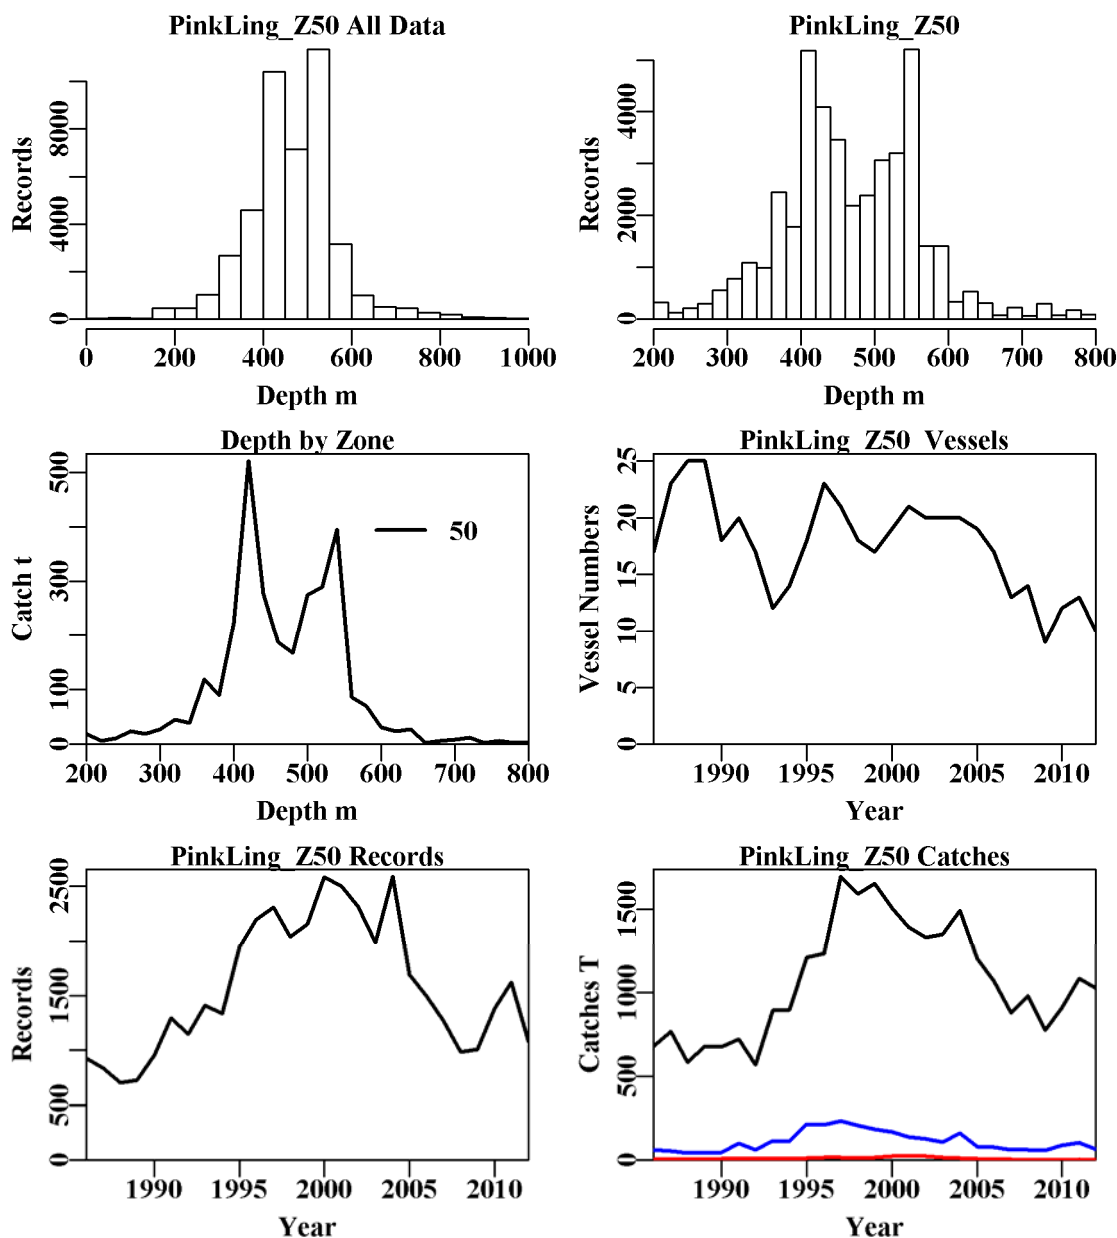 PinkLing_Z50 All Data
Records
0 4000 8000
0 200 400 600 800 1000
Depth m
PinkLing_Z50
Records
0 2000 4000
200 300 400 500 600 700 800
Depth m
Depth by Zone
Catch t
0 100 300 500
50
200 300 400 500 600 700 800
Depth m
PinkLing_Z50 Vessels
Vessel Numbers
0 5 10 15 20 25
1990 1995 2000 2005 2010
Year
PinkLing_Z50 Records
Records
0 500 1500 2500
1990 1995 2000 2005 2010
Year
PinkLing_Z50 Catches
Catches T
0 500 1000 1500
1990 1995 2000 2005 2010
Year